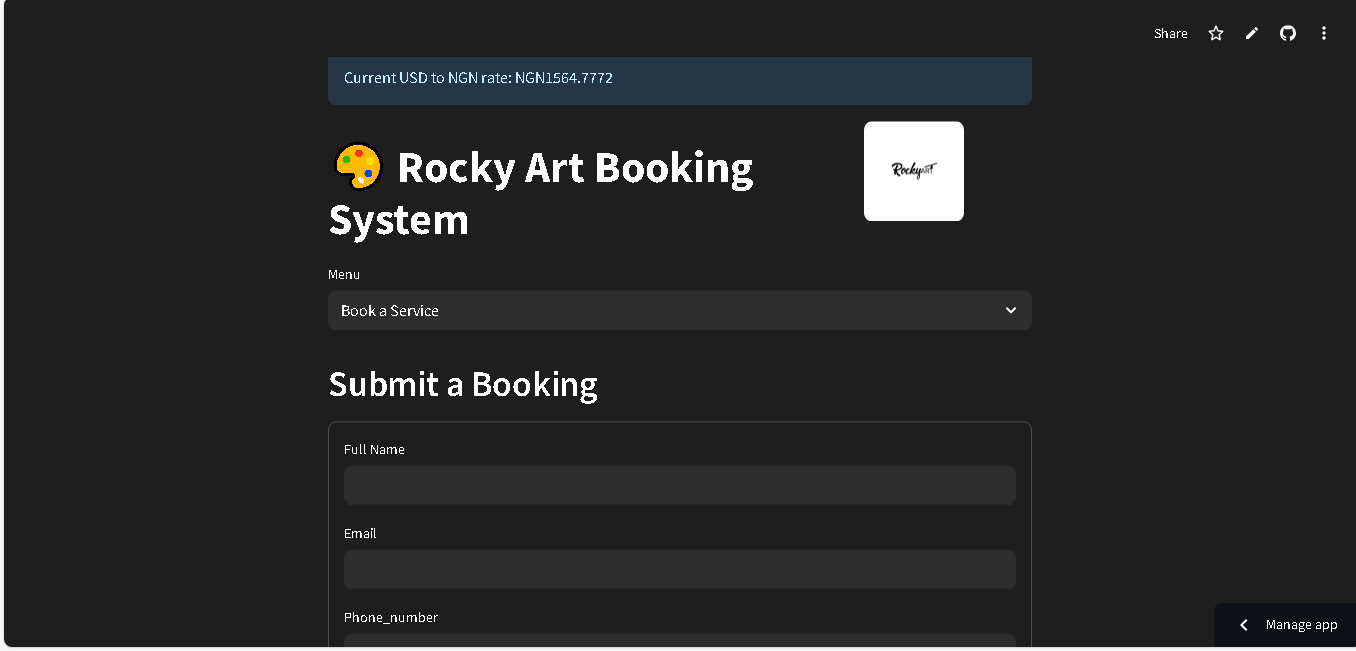 Share
Current USD to NGN rate: NGN1564.7772
Rocky Art Booking
System
RockyART
Menu
Book a Service
Submit a Booking
Full Name
Email
Phone_number
Manage app